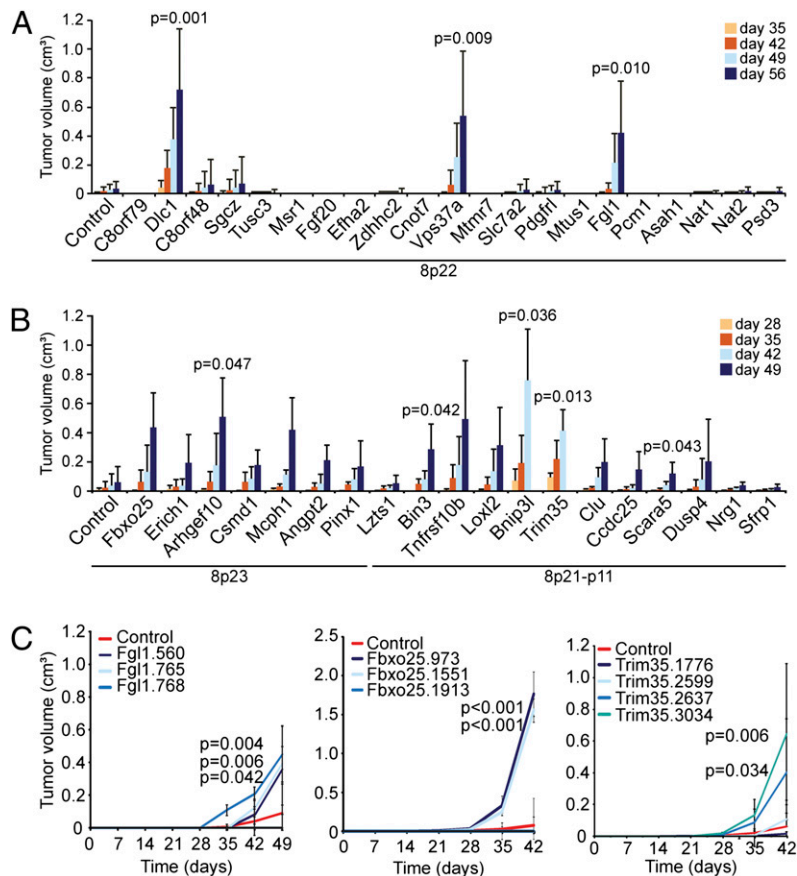 A
Tumor volume (cm³)
1.2
1.0
0.8
0.6
0.4
0.2
0
p=0.001
p=0.009
p=0.010
day 35
day 42
day 49
day 56
Control
C8orf79
Dlc1
C8orf48
Sgcz
Tusc3
Msr1
Fgf20
Efha2
Zdhhc2
Cnot7
Vps37a
Mtmr7
Slc7a2
Pdgfrl
Mtus1
Fgl1
Pcm1
Asah1
Nat1
Nat2
Psd3
8p22
B
Tumor volume (cm³)
1.2
1.0
0.8
0.6
0.4
0.2
0
p=0.047
p=0.042
p=0.036
p=0.013
p=0.043
day 28
day 35
day 42
day 49
Control
Fbxo25
Erich1
Arhgef10
Csmd1
Mcph1
Angpt2
Pinx1
Lzts1
Bin3
Tnfrsf10b
Loxl2
Bnip3l
Trim35
Clu
Ccdc25
Scara5
Dusp4
Nrg1
Sfrp1
8p23
8p21-p11
C
Tumor volume (cm³)
1.2
1.0
0.8
0.6
0.4
0.2
0
Control
Fgl1.560
Fgl1.765
Fgl1.768
p=0.004
p=0.006
p=0.042
0 7 14 21 28 35 42 49
Time (days)
2.5
2.0
1.5
1.0
0.5
0
Control
Fbxo25.973
Fbxo25.1551
Fbxo25.1913
p<0.001
p<0.001
0 7 14 21 28 35 42
Time (days)
1.2
1.0
0.8
0.6
0.4
0.2
0
Control
Trim35.1776
Trim35.2599
Trim35.2637
Trim35.3034
p=0.006
p=0.034
0 7 14 21 28 35 42
Time (days)